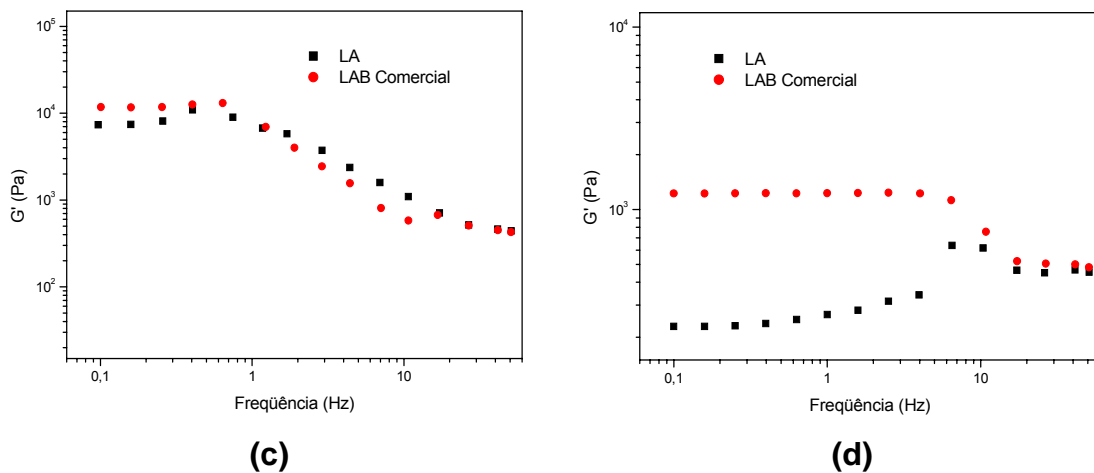 10⁵
10⁴
10³
10²
G' (Pa)
LA
LAB Comercial
0,1
1
10
Freqüência (Hz)
(c)
10⁴
10³
G' (Pa)
LA
LAB Comercial
0,1
1
10
Freqüência (Hz)
(d)